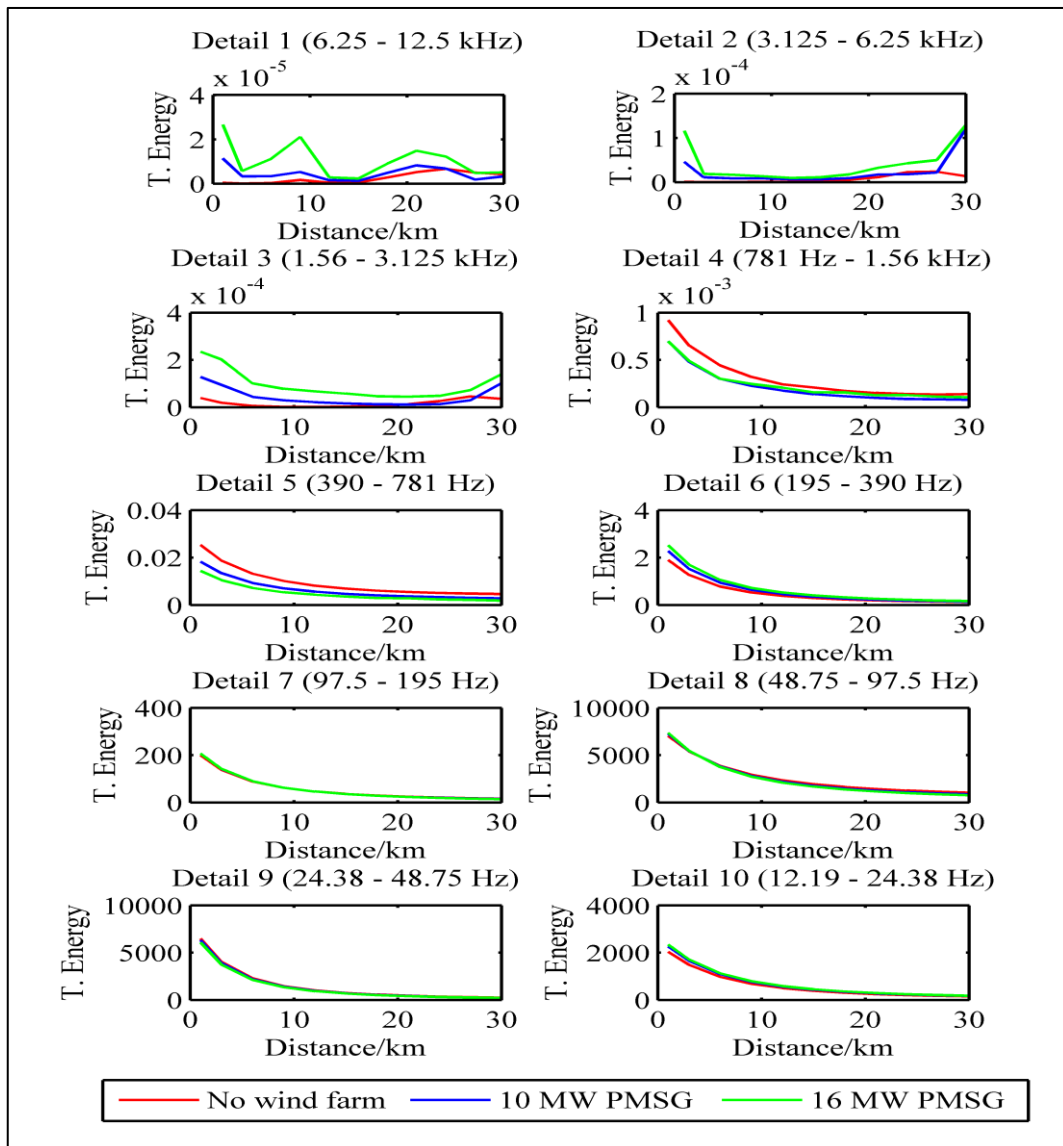 Detail 1 (6.25 - 12.5 kHz)
x 10-5
4
2
0
T. Energy
0 10 20 30
Distance/km
Detail 2 (3.125 - 6.25 kHz)
x 10-4
2
1
0
T. Energy
0 10 20 30
Distance/km
Detail 3 (1.56 - 3.125 kHz)
x 10-4
4
2
0
T. Energy
0 10 20 30
Distance/km
Detail 4 (781 Hz - 1.56 kHz)
x 10-3
1
0.5
0
T. Energy
0 10 20 30
Distance/km
Detail 5 (390 - 781 Hz)
0.04
0.02
0
T. Energy
0 10 20 30
Distance/km
Detail 6 (195 - 390 Hz)
4
2
0
T. Energy
0 10 20 30
Distance/km
Detail 7 (97.5 - 195 Hz)
400
200
0
T. Energy
0 10 20 30
Distance/km
Detail 8 (48.75 - 97.5 Hz)
10000
5000
0
T. Energy
0 10 20 30
Distance/km
Detail 9 (24.38 - 48.75 Hz)
10000
5000
0
T. Energy
0 10 20 30
Distance/km
Detail 10 (12.19 - 24.38 Hz)
4000
2000
0
T. Energy
0 10 20 30
Distance/km
No wind farm 10 MW PMSG 16 MW PMSG